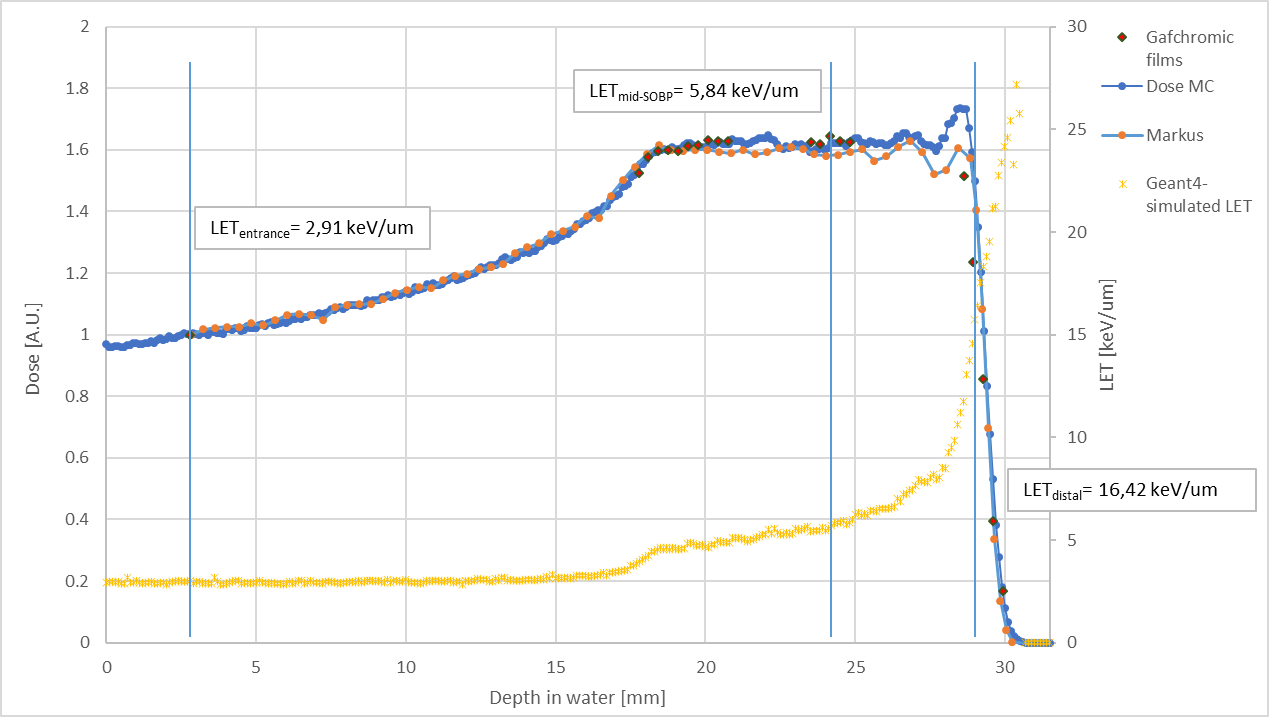 2
1.8
1.6
1.4
1.2
1
0.8
0.6
0.4
0.2
0
Dose [A.U.]
0
5
10
15
20
25
30
Depth in water [mm]
30
25
20
15
10
5
0
LET [keV/um]
LETentrance= 2,91 keV/um
LETmid-SOBP= 5,84 keV/um
LETdistal= 16,42 keV/um
Gafchromic
films
Dose MC
Markus
Geant4-
simulated LET